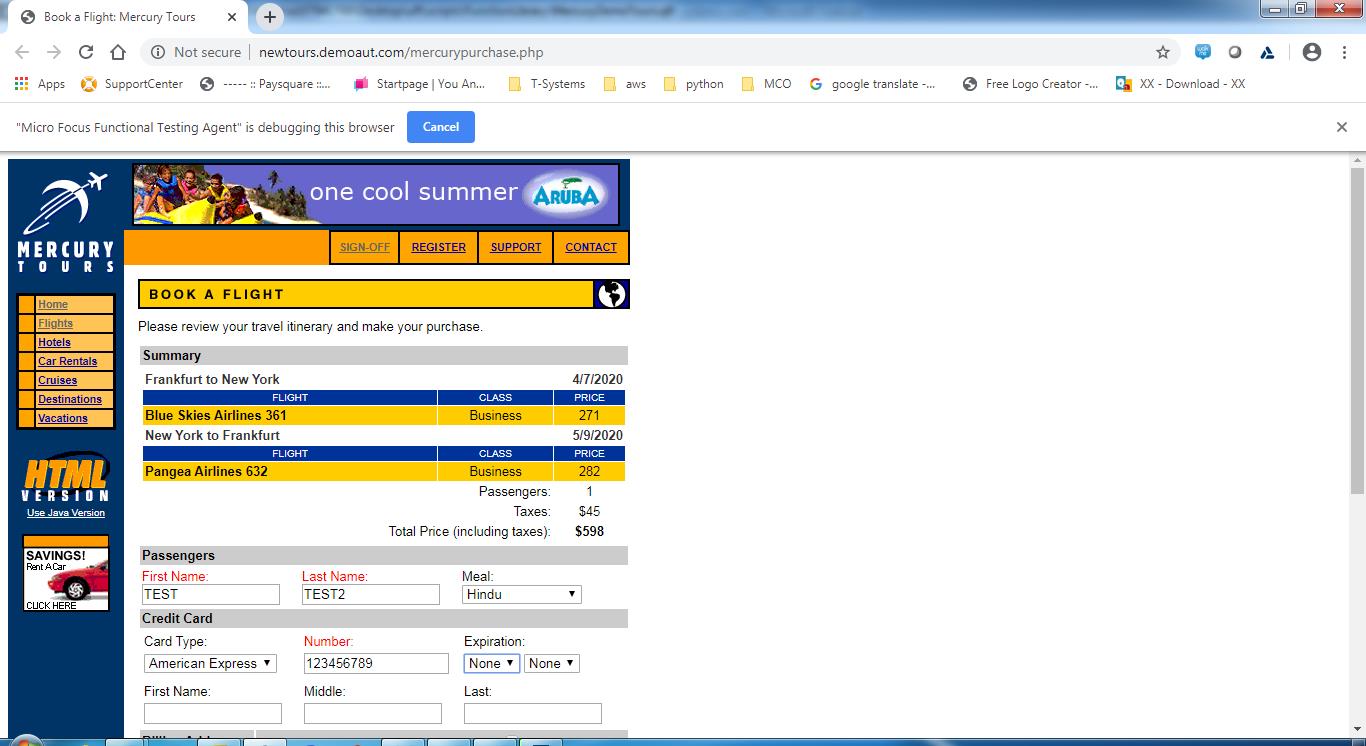 Book a Flight: Mercury Tours
Not secure | newtours.demoaut.com/mercurypurchase.php
Apps SupportCenter ----- :: Paysquare ::... Startpage | You An... T-Systems aws python MCO google translate -... Free Logo Creator -... XX - Download - XX
"Micro Focus Functional Testing Agent" is debugging this browser Cancel
one cool summer ARUBA
MERCURY
TOURS
SIGN-OFF REGISTER SUPPORT CONTACT
Home
Flights
Hotels
Car Rentals
Cruises
Destinations
Vacations
HTML
VERSION
Use Java Version
SAVINGS!
Rent A Car
CLICK HERE
BOOK A FLIGHT
Please review your travel itinerary and make your purchase.
Summary
Frankfurt to New York 4/7/2020
FLIGHT CLASS PRICE
Blue Skies Airlines 361 Business 271
New York to Frankfurt 5/9/2020
FLIGHT CLASS PRICE
Pangea Airlines 632 Business 282
Passengers: 1
Taxes: $45
Total Price (including taxes): $598
Passengers
First Name: Last Name: Meal:
TEST TEST2 Hindu
Credit Card
Card Type: Number: Expiration:
American Express 123456789 None None
First Name: Middle: Last: